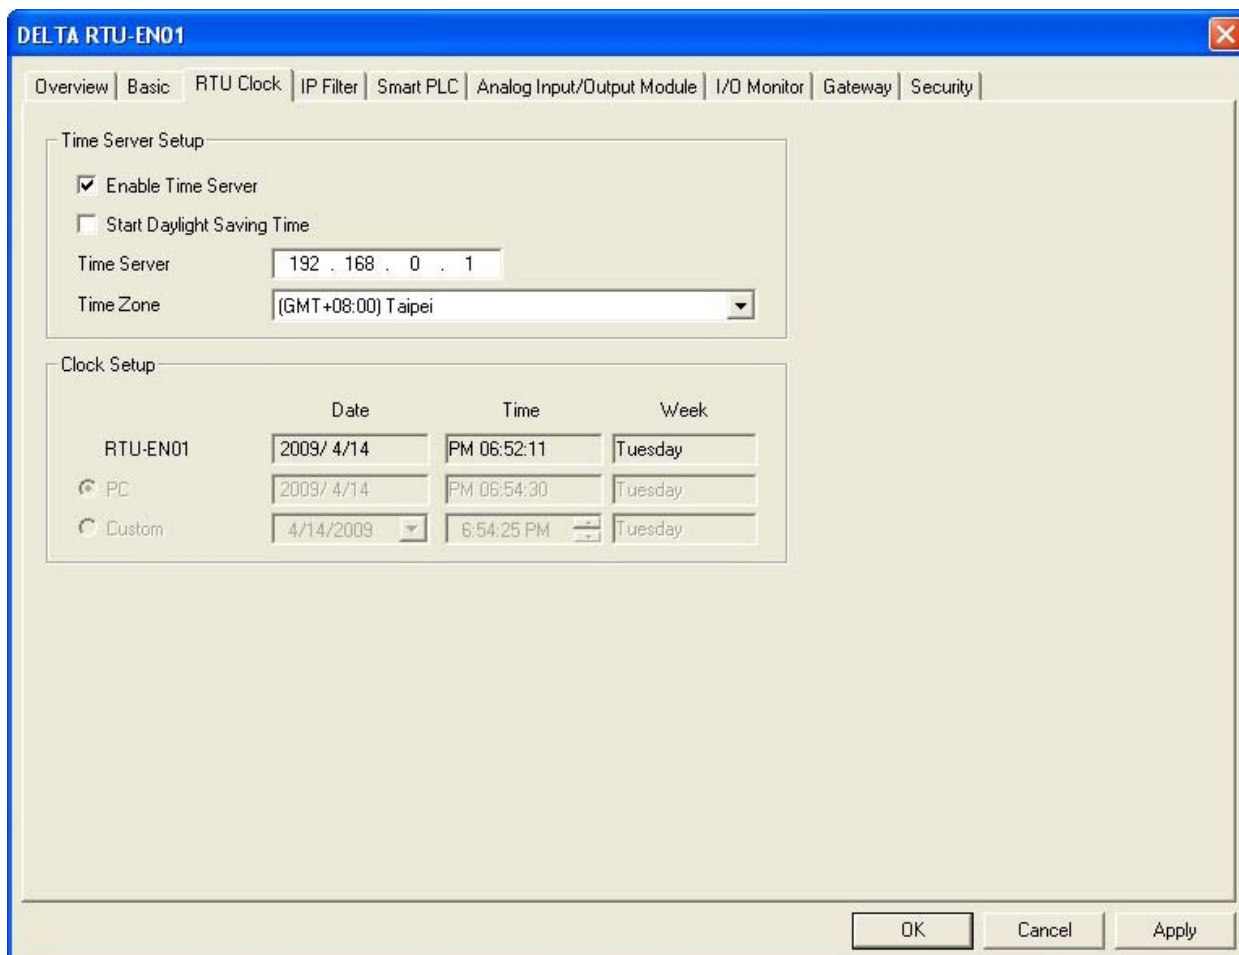 DELTA RTU-EN01
Overview Basic RTU Clock IP Filter Smart PLC Analog Input/Output Module I/O Monitor Gateway Security
Time Server Setup
Enable Time Server
Start Daylight Saving Time
Time Server 192 . 168 . 0 . 1
Time Zone (GMT+08:00) Taipei
Clock Setup
Date Time Week
RTU-EN01 2009/ 4/14 PM 06:52:11 Tuesday
PC 2009/ 4/14 PM 06:54:30 Tuesday
Custom 4/14/2009 6:54:25 PM Tuesday
OK Cancel Apply